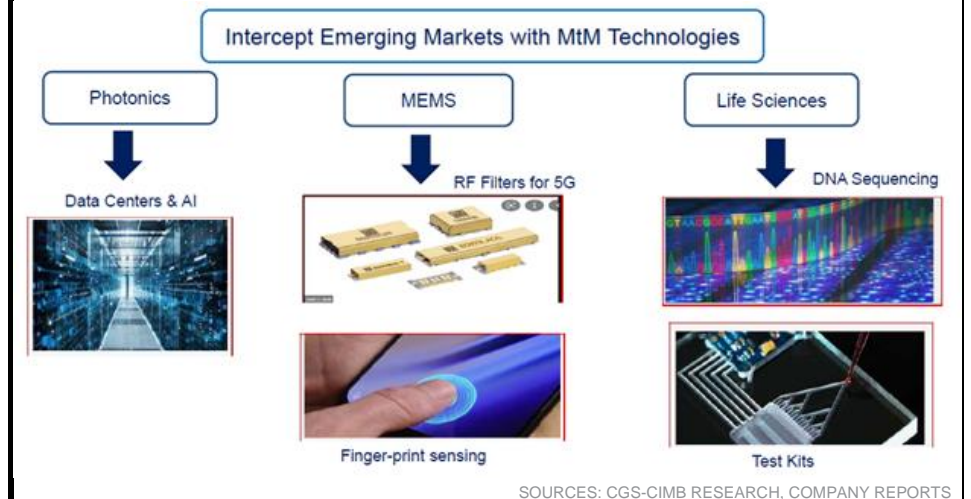 Intercept Emerging Markets with MtM Technologies
Photonics
MEMS
Life Sciences
Data Centers & AI
RF Filters for 5G
DNA Sequencing
Finger-print sensing
Test Kits
SOURCES: CGS-CIMB RESEARCH, COMPANY REPORTS